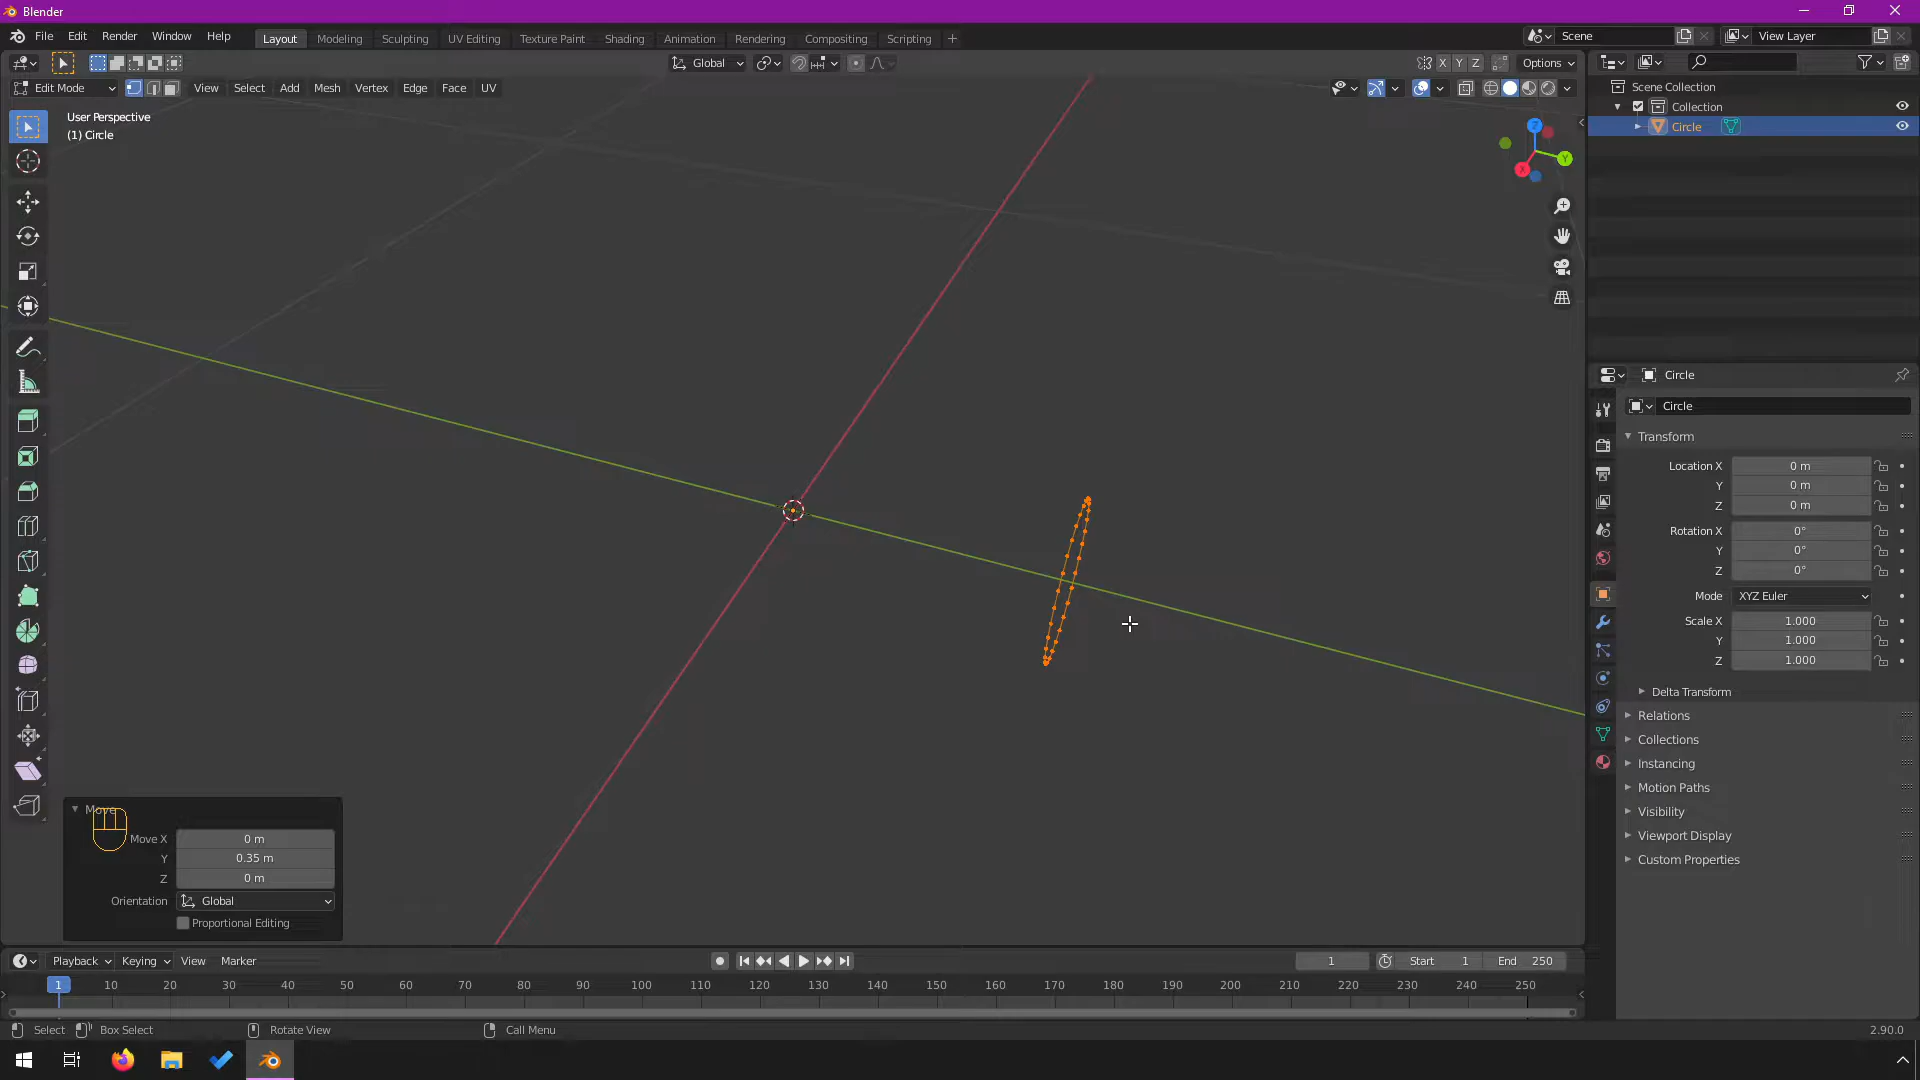 Blender
File Edit Render Window Help
Layout Modeling Sculpting UV Editing Texture Paint Shading Animation Rendering Compositing Scripting +
Scene
View Layer
Global
X Y Z
Options
Edit Mode
View Select Add Mesh Vertex Edge Face UV
User Perspective
(1) Circle
Z
Y
X
Scene Collection
Collection
Circle
Circle
Circle
Transform
Location X 0 m
Y 0 m
Z 0 m
Rotation X 0°
Y 0°
Z 0°
Mode XYZ Euler
Scale X 1.000
Y 1.000
Z 1.000
Delta Transform
Relations
Collections
Instancing
Motion Paths
Visibility
Viewport Display
Custom Properties
Move
Move X 0 m
Y 0.35 m
Z 0 m
Orientation Global
Proportional Editing
Playback Keying View Marker
1 Start 1 End 250
1 10 20 30 40 50 60 70 80 90 100 110 120 130 140 150 160 170 180 190 200 210 220 230 240 250
Select Box Select Rotate View Call Menu 2.90.0